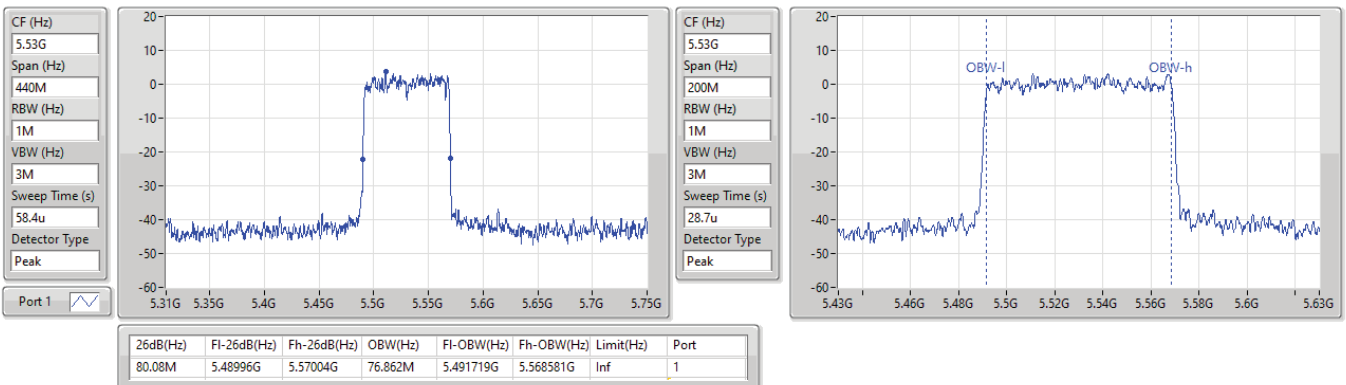 CF (Hz)
5.53G
Span (Hz)
440M
RBW (Hz)
1M
VBW (Hz)
3M
Sweep Time (s)
58.4u
Detector Type
Peak
Port 1
20
10
0
-10
-20
-30
-40
-50
-60
5.31G 5.35G 5.4G 5.45G 5.5G 5.55G 5.6G 5.65G 5.7G 5.75G
CF (Hz)
5.53G
Span (Hz)
200M
RBW (Hz)
1M
VBW (Hz)
3M
Sweep Time (s)
28.7u
Detector Type
Peak
20
10
0
-10
-20
-30
-40
-50
-60
OBW-l OBW-h
5.43G 5.46G 5.48G 5.5G 5.52G 5.54G 5.56G 5.58G 5.6G 5.63G
26dB(Hz) Fl-26dB(Hz) Fh-26dB(Hz) OBW(Hz) Fl-OBW(Hz) Fh-OBW(Hz) Limit(Hz) Port
80.08M 5.48996G 5.57004G 76.862M 5.491719G 5.568581G Inf 1